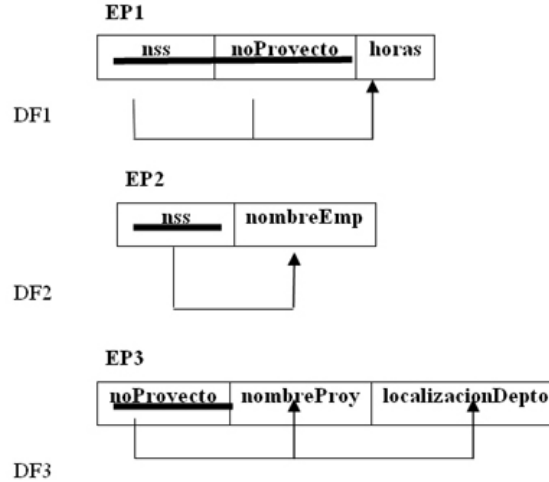 EP1
nss noProyecto horas
DF1
EP2
nss nombreEmp
DF2
EP3
noProyecto nombreProy localizacionDepto
DF3